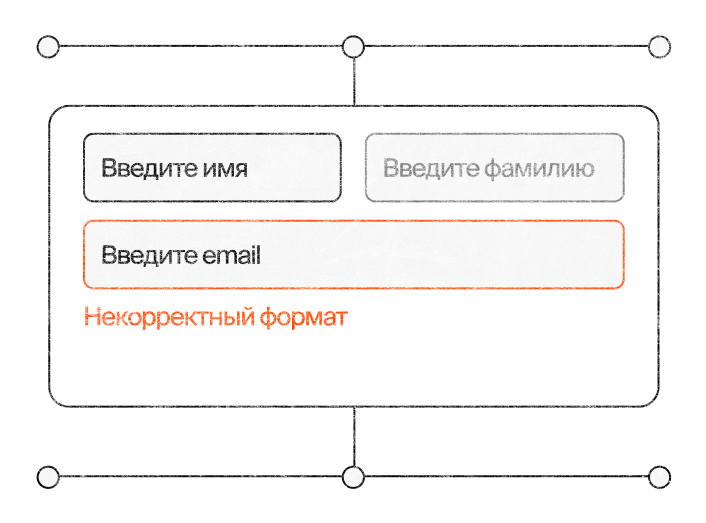 Введите имя
Введите фамилию
Введите email
Некорректный формат